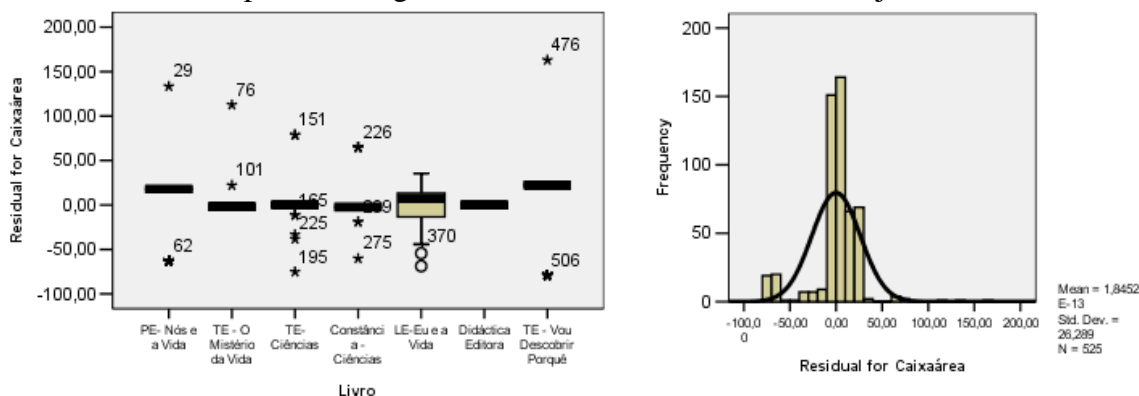 200,00
150,00
100,00
50,00
0,00
-50,00
-100,00
Residual for Caixaárea
29
62
76
101
151
165
225
195
226
275
370
476
506
PE- Nós e
a Vida
TE - O
Mistério
da Vida
TE-
Ciências
Constânci
a -
Ciências
LE-Eu e a
Vida
Didáctica
Editora
TE - Vou
Descobrir
Porquê
Livro
200
150
100
50
0
Frequency
-100,0
0
-50,00
0,00
50,00
100,00
150,00
200,00
Residual for Caixaárea
Mean = 1,8452
E-13
Std. Dev. =
26,289
N = 525